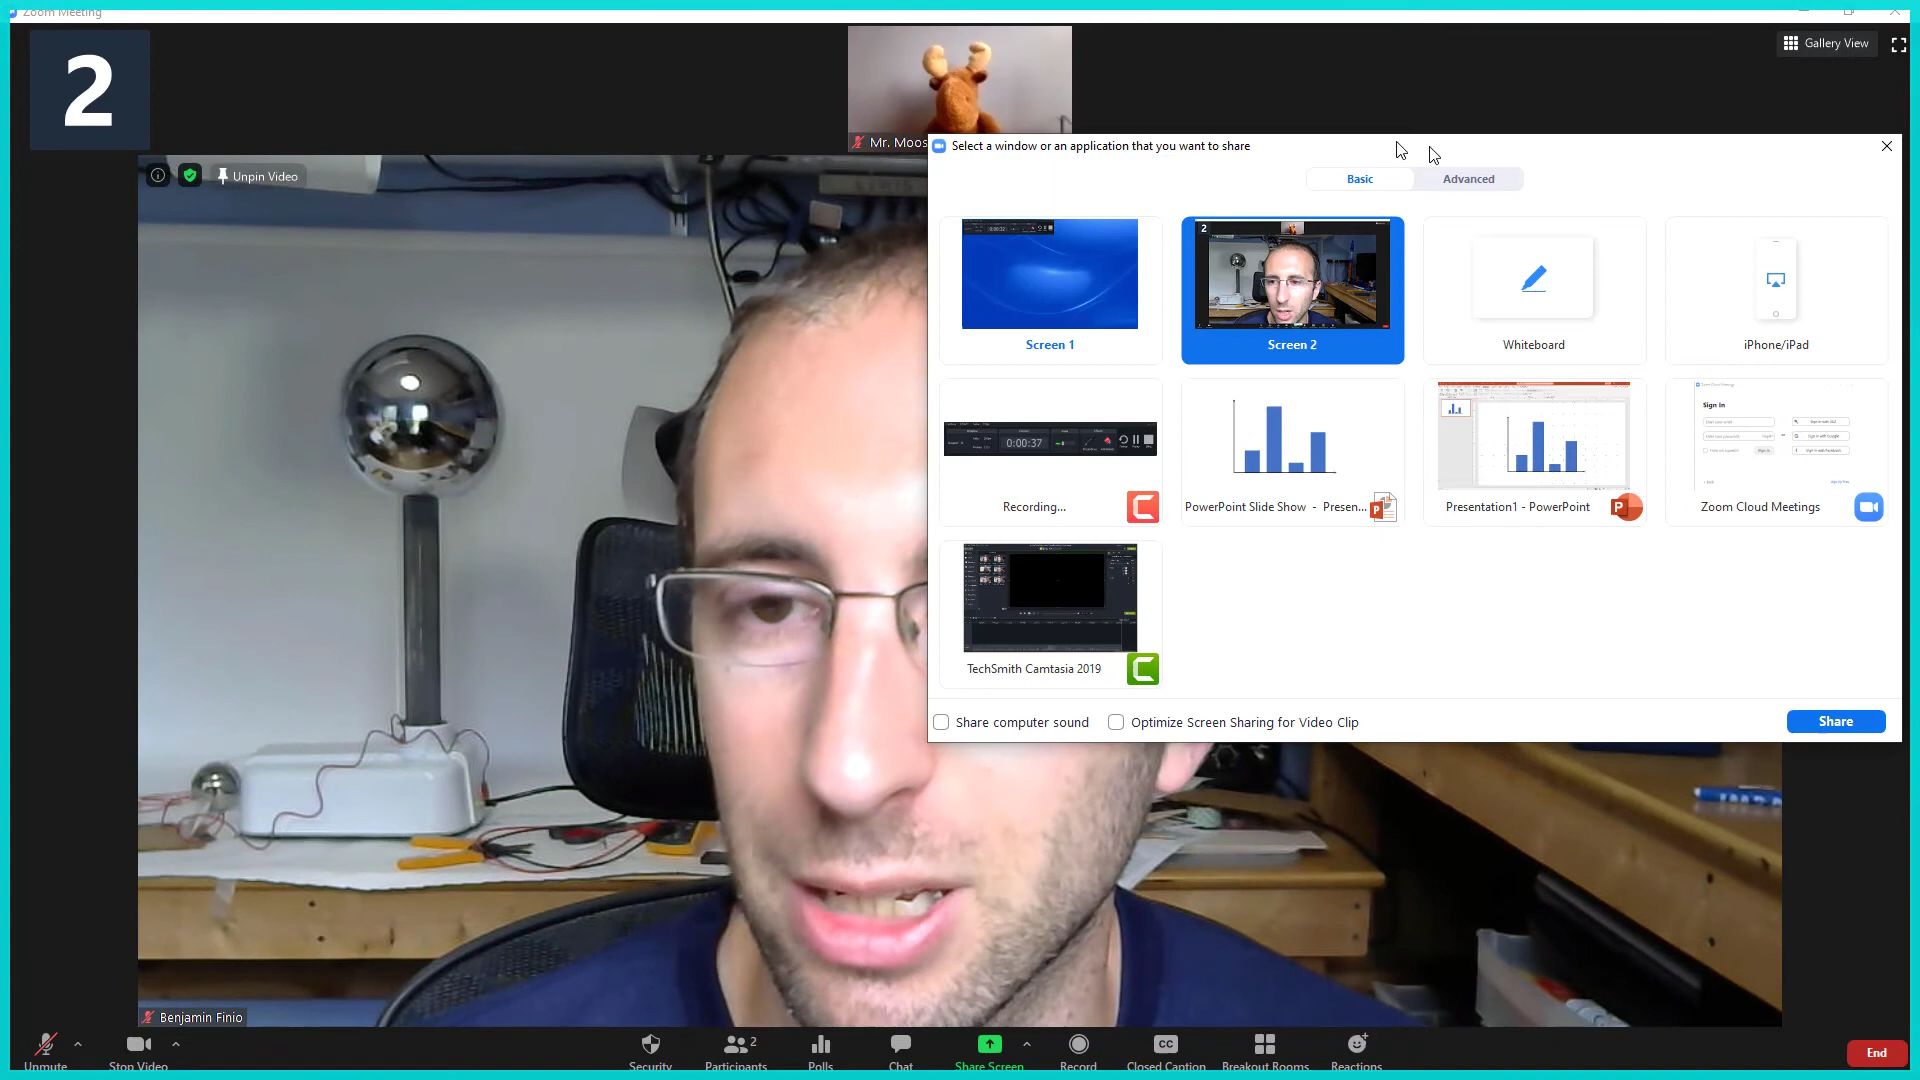 Zoom Meeting
2
Gallery View
Mr. Moos
Unpin Video
Select a window or an application that you want to share
Basic
Advanced
2
Screen 1
Screen 2
Whiteboard
iPhone/iPad
0:00:37
Recording...
PowerPoint Slide Show - Presen...
Presentation1 - PowerPoint
Sign In
Zoom Cloud Meetings
TechSmith Camtasia 2019
Share computer sound
Optimize Screen Sharing for Video Clip
Share
Benjamin Finio
Unmute
Stop Video
Security
2
Participants
Polls
Chat
Share Screen
Record
CC
Closed Caption
Breakout Rooms
Reactions
End